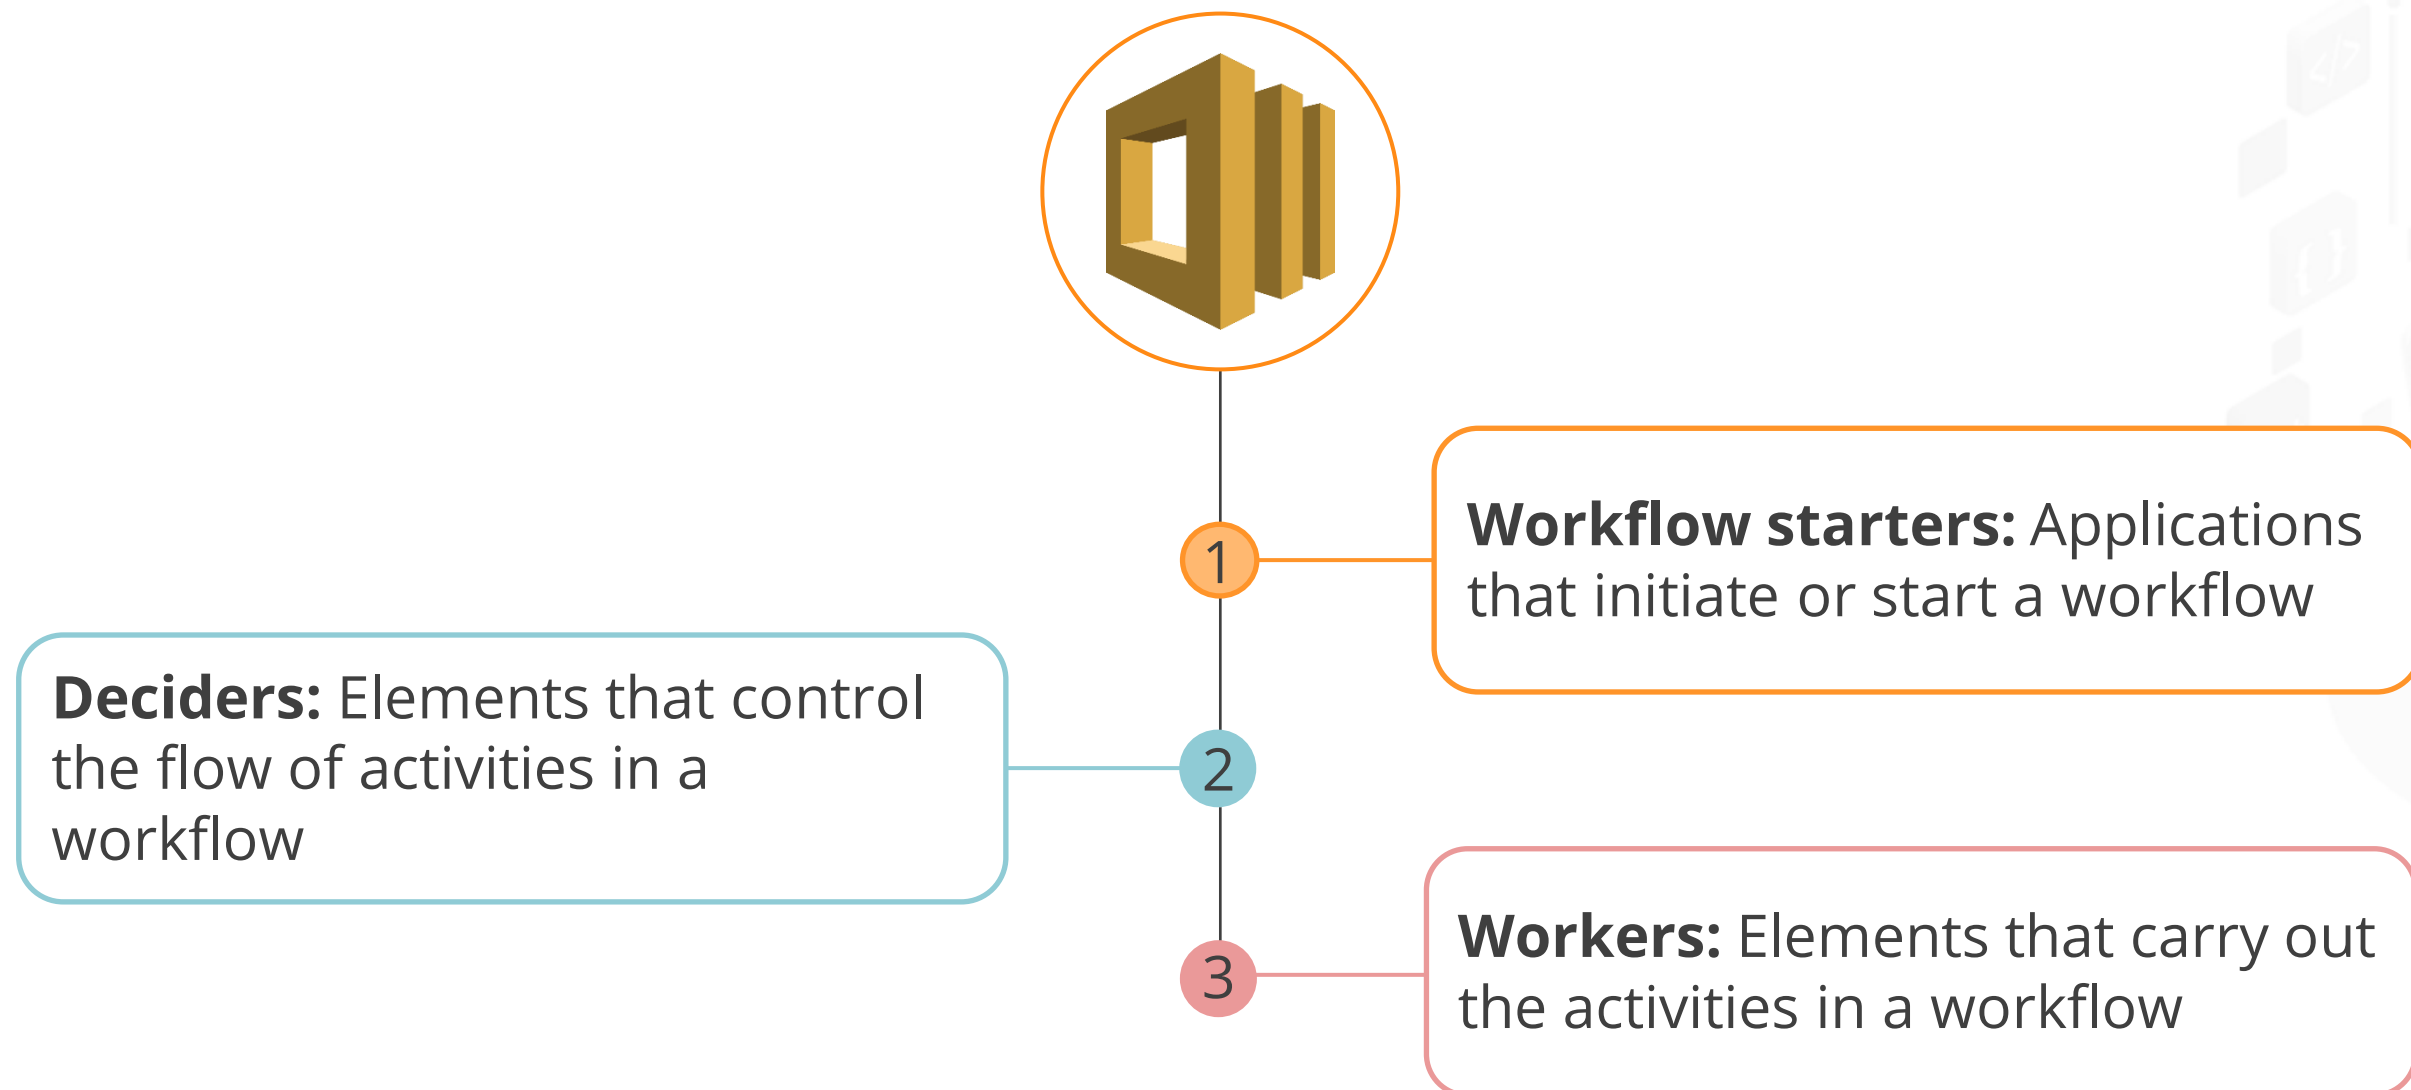 1
Workflow starters: Applications
that initiate or start a workflow
Deciders: Elements that control
the flow of activities in a
workflow
2
3
Workers: Elements that carry out
the activities in a workflow